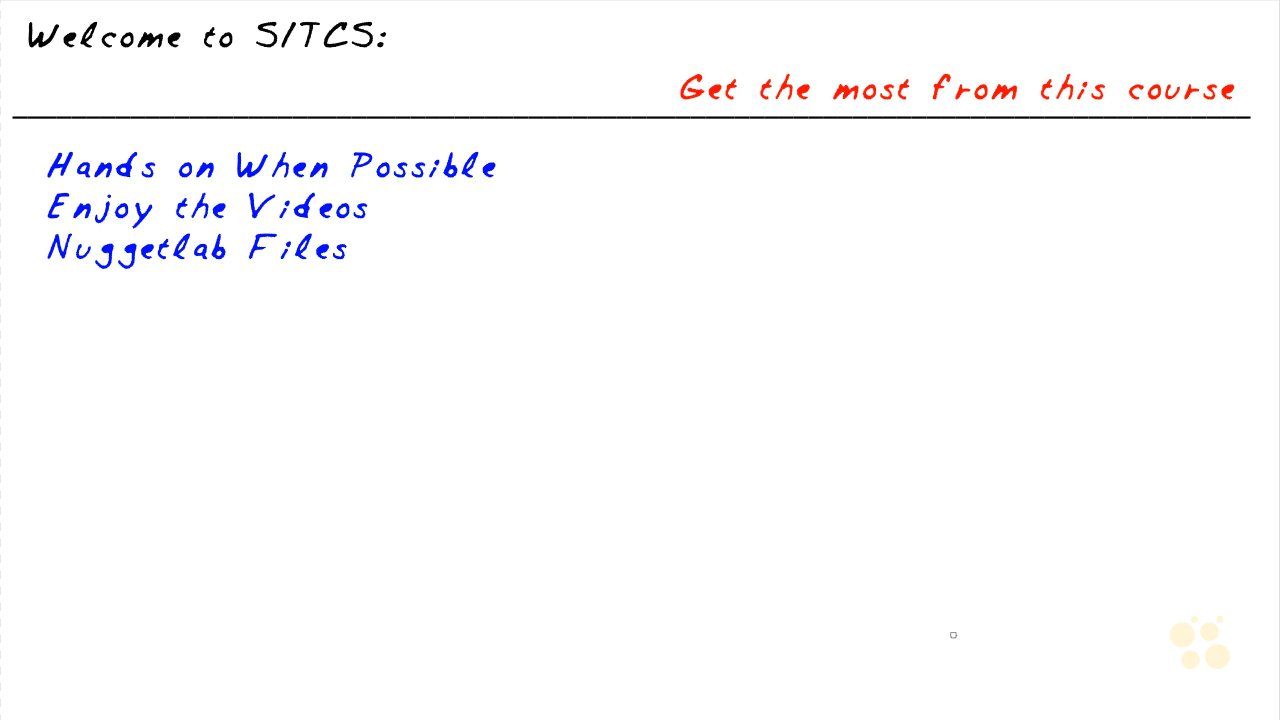 Welcome to SITCS:
Get the most from this course
Hands on When Possible
Enjoy the Videos
Nuggetlab Files